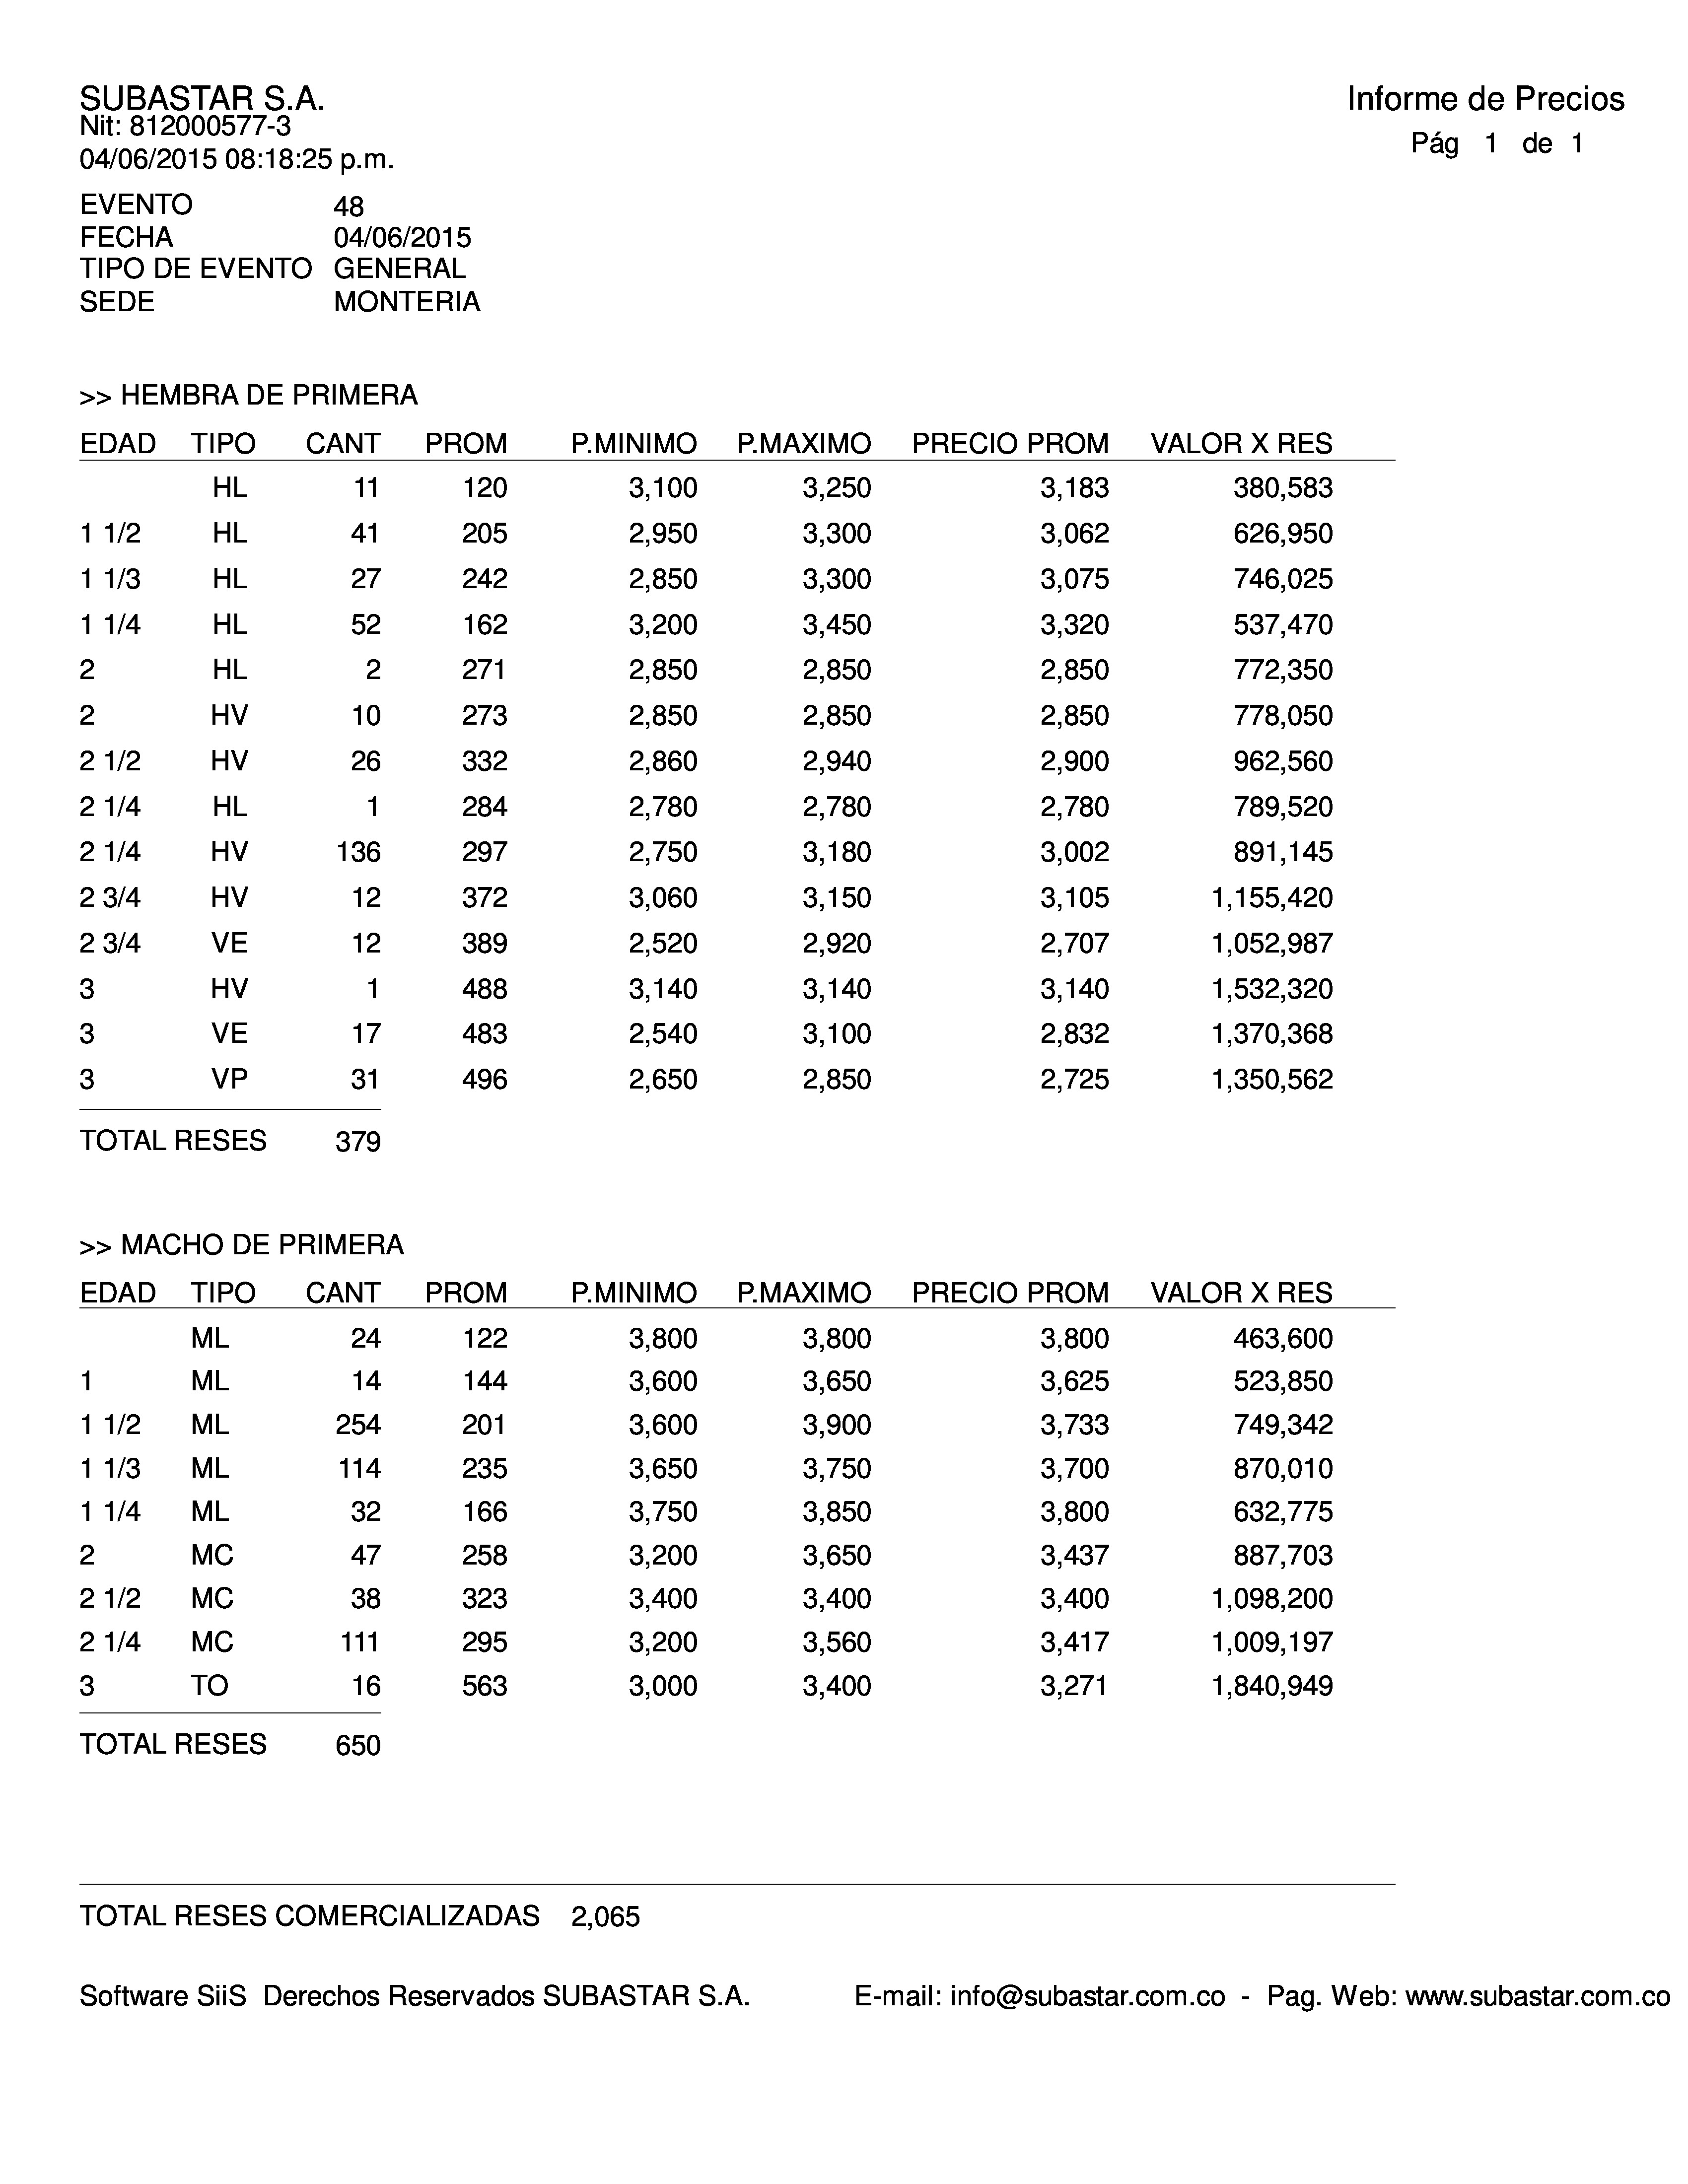 SUBASTAR S.A.
Informe de Precios
Nit: 812000577-3
Pág 1 de 1
04/06/2015 08:18:25 p.m.
EVENTO 48
FECHA 04/06/2015
TIPO DE EVENTO GENERAL
SEDE MONTERIA
>> HEMBRA DE PRIMERA
EDAD TIPO CANT PROM P.MINIMO P.MAXIMO PRECIO PROM VALOR X RES
HL 11 120 3,100 3,250 3,183 380,583
1 1/2 HL 41 205 2,950 3,300 3,062 626,950
1 1/3 HL 27 242 2,850 3,300 3,075 746,025
1 1/4 HL 52 162 3,200 3,450 3,320 537,470
2 HL 2 271 2,850 2,850 2,850 772,350
2 HV 10 273 2,850 2,850 2,850 778,050
2 1/2 HV 26 332 2,860 2,940 2,900 962,560
2 1/4 HL 1 284 2,780 2,780 2,780 789,520
2 1/4 HV 136 297 2,750 3,180 3,002 891,145
2 3/4 HV 12 372 3,060 3,150 3,105 1,155,420
2 3/4 VE 12 389 2,520 2,920 2,707 1,052,987
3 HV 1 488 3,140 3,140 3,140 1,532,320
3 VE 17 483 2,540 3,100 2,832 1,370,368
3 VP 31 496 2,650 2,850 2,725 1,350,562
TOTAL RESES 379
>> MACHO DE PRIMERA
EDAD TIPO CANT PROM P.MINIMO P.MAXIMO PRECIO PROM VALOR X RES
ML 24 122 3,800 3,800 3,800 463,600
1 ML 14 144 3,600 3,650 3,625 523,850
1 1/2 ML 254 201 3,600 3,900 3,733 749,342
1 1/3 ML 114 235 3,650 3,750 3,700 870,010
1 1/4 ML 32 166 3,750 3,850 3,800 632,775
2 MC 47 258 3,200 3,650 3,437 887,703
2 1/2 MC 38 323 3,400 3,400 3,400 1,098,200
2 1/4 MC 111 295 3,200 3,560 3,417 1,009,197
3 TO 16 563 3,000 3,400 3,271 1,840,949
TOTAL RESES 650
TOTAL RESES COMERCIALIZADAS 2,065
Software SiiS Derechos Reservados SUBASTAR S.A. E-mail: info@subastar.com.co - Pag. Web: www.subastar.com.co